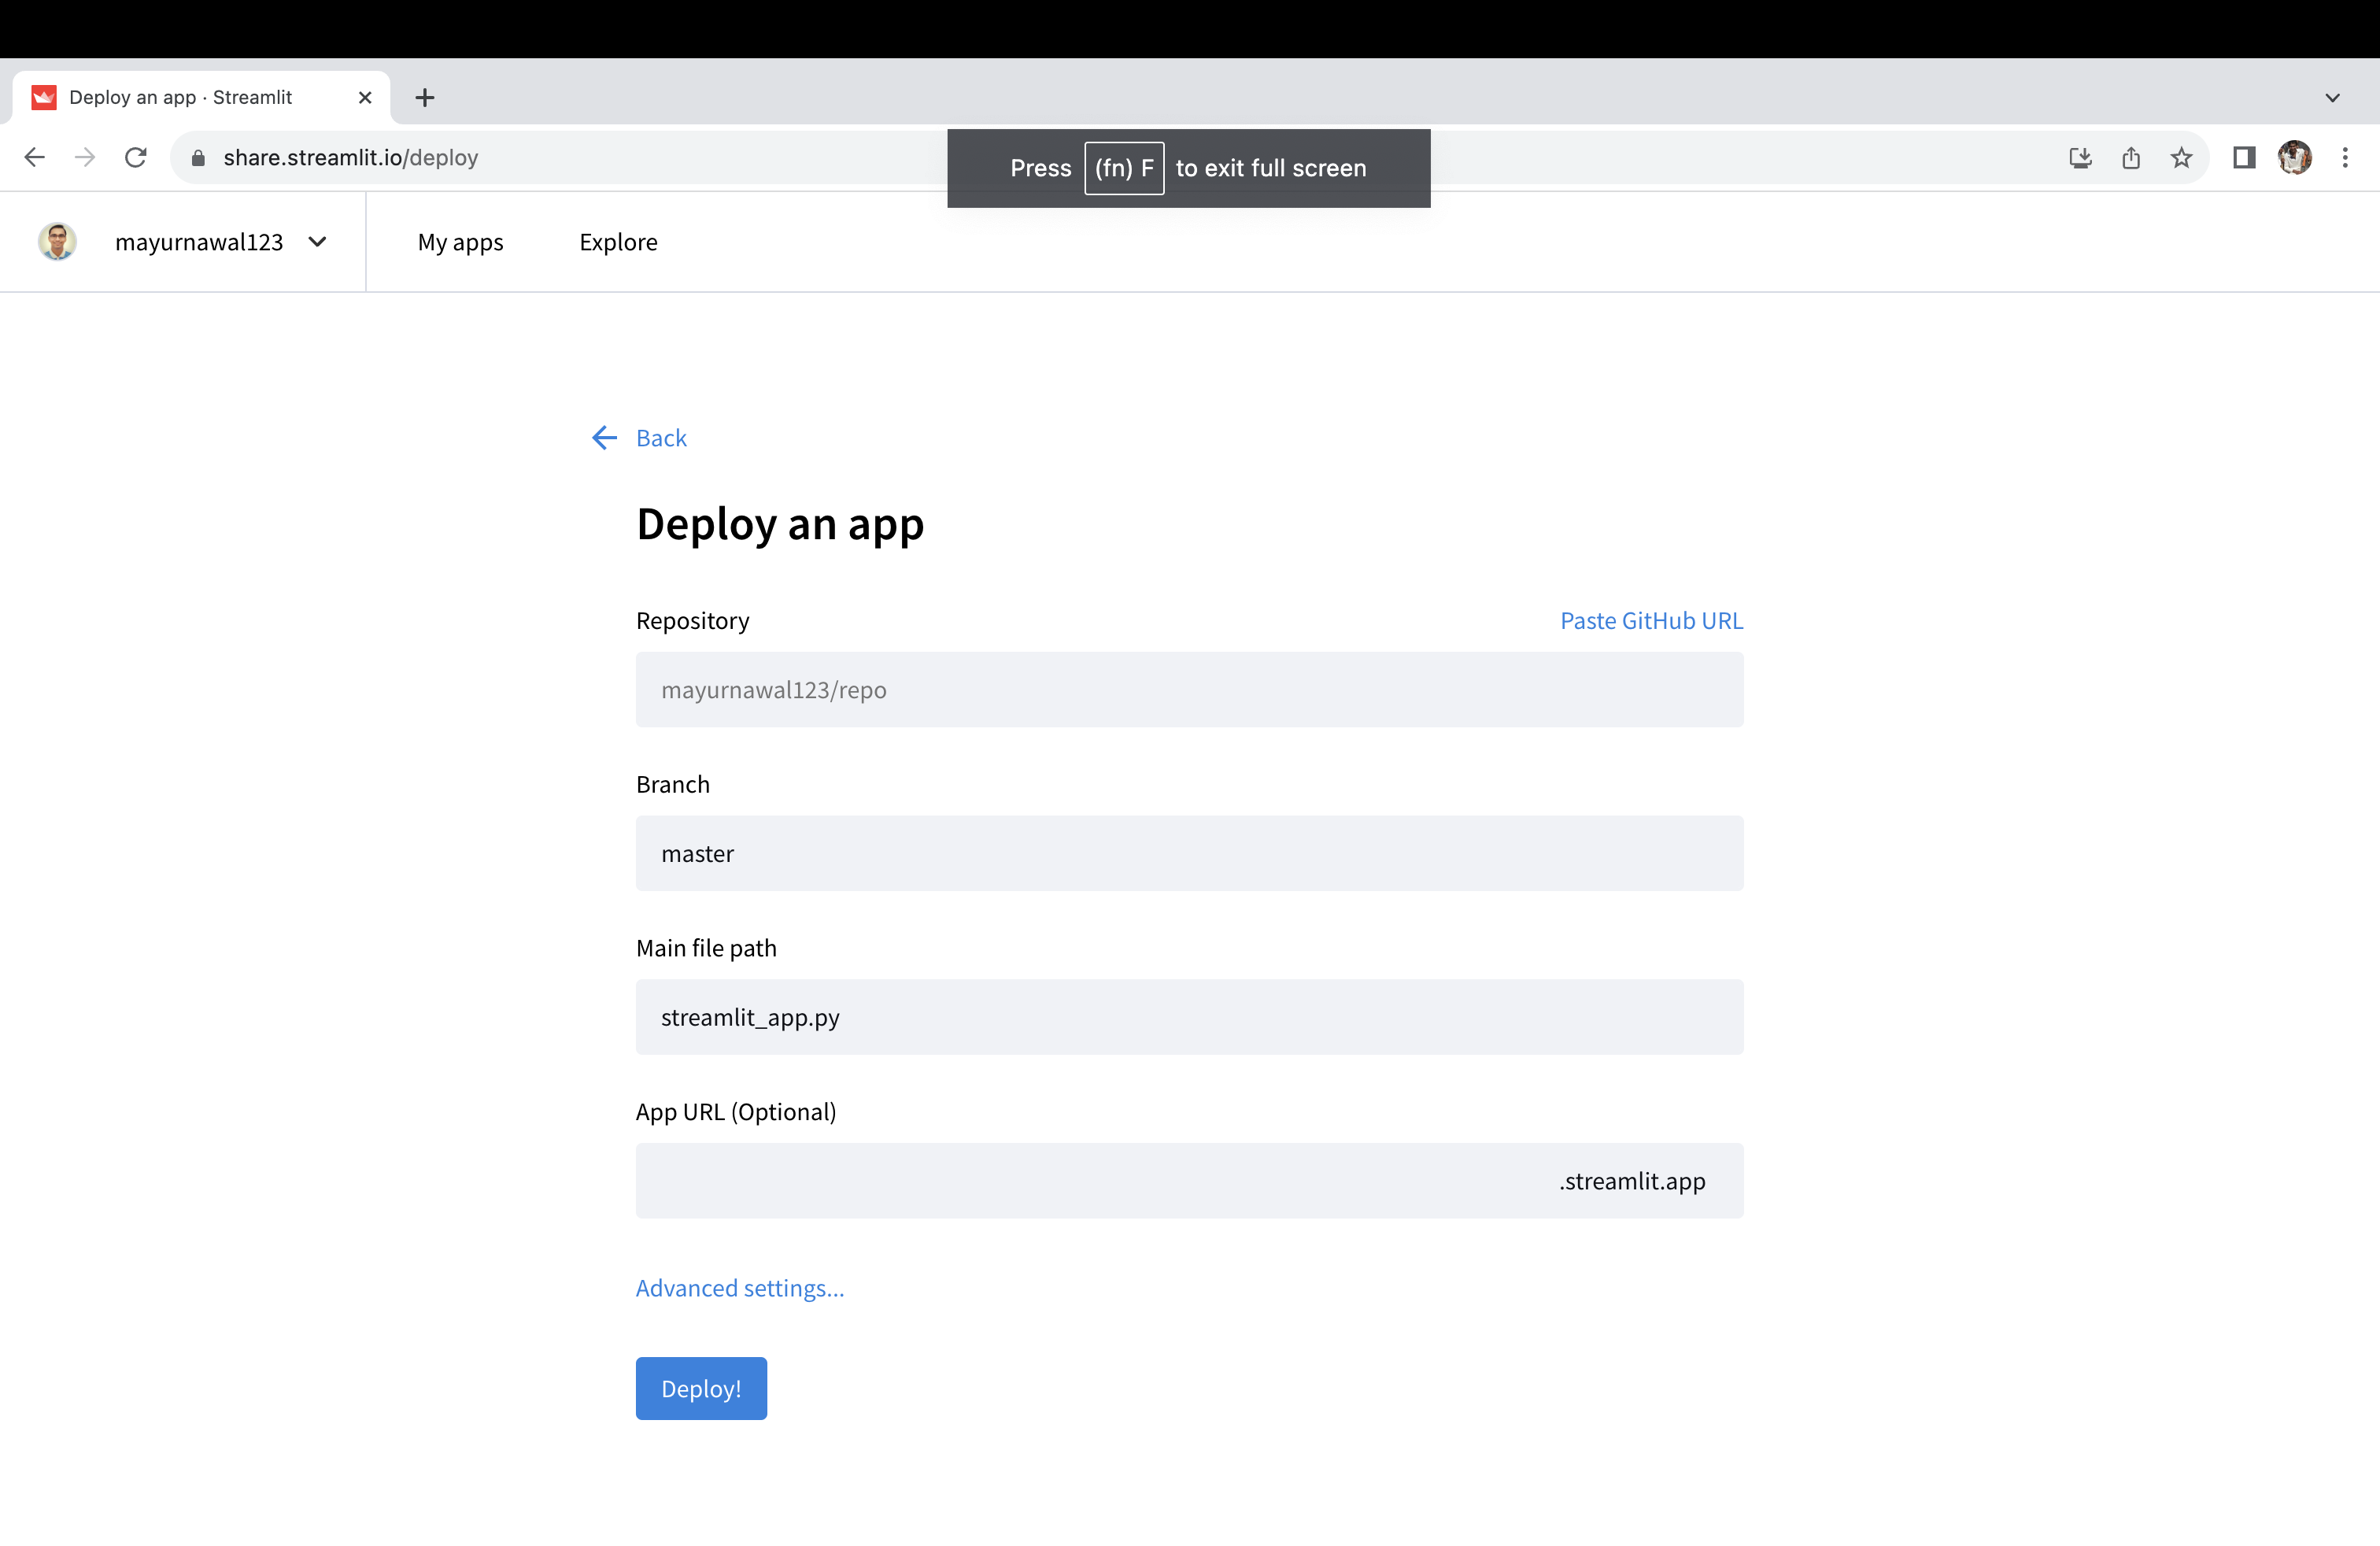 Deploy an app · Streamlit
share.streamlit.io/deploy
Press (fn) F to exit full screen
mayurnawal123 My apps Explore
Back
Deploy an app
Repository Paste GitHub URL
mayurnawal123/repo
Branch
master
Main file path
streamlit_app.py
App URL (Optional)
.streamlit.app
Advanced settings...
Deploy!